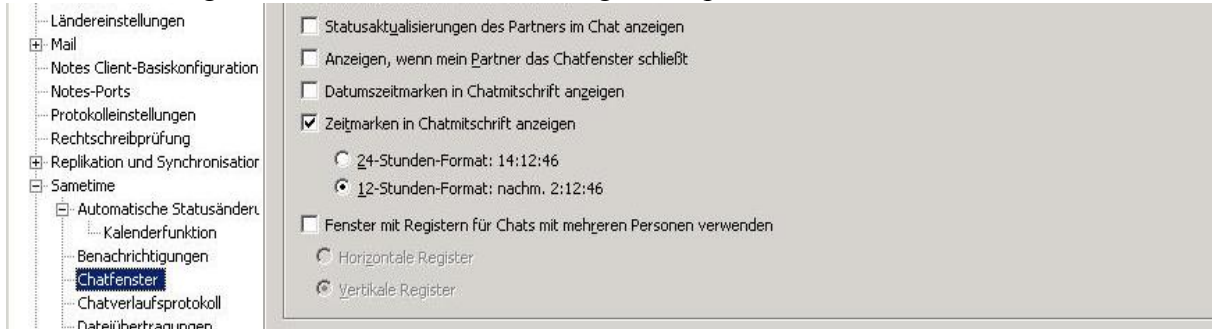 Ländereinstellungen
Mail
Notes Client-Basiskonfiguration
Notes-Ports
Protokolleinstellungen
Rechtschreibprüfung
Replikation und Synchronisation
Sametime
Automatische Statusänderu
Kalenderfunktion
Benachrichtigungen
Chatfenster
Chatverlaufsprotokoll
Dateiübertragungen
Statusaktualisierungen des Partners im Chat anzeigen
Anzeigen, wenn mein Partner das Chatfenster schließt
Datumszeitmarken in Chatmitschrift anzeigen
Zeitmarken in Chatmitschrift anzeigen
24-Stunden-Format: 14:12:46
12-Stunden-Format: nachm. 2:12:46
Fenster mit Registern für Chats mit mehreren Personen verwenden
Horizontale Register
Vertikale Register